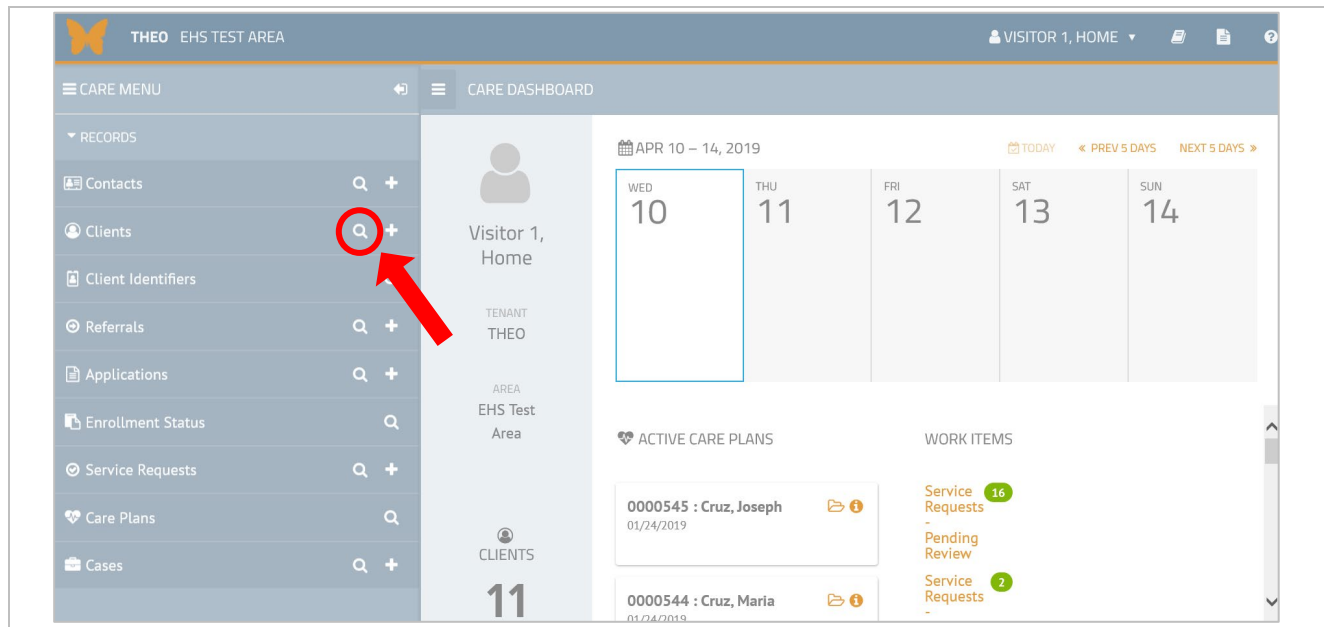 THEO EHS TEST AREA
VISITOR 1, HOME
CARE MENU
CARE DASHBOARD
RECORDS
Contacts
Clients
Client Identifiers
Referrals
Applications
Enrollment Status
Service Requests
Care Plans
Cases
Visitor 1,
Home
TENANT
THEO
AREA
EHS Test
Area
CLIENTS
11
APR 10 – 14, 2019
TODAY « PREV 5 DAYS NEXT 5 DAYS »
WED THU FRI SAT SUN
10 11 12 13 14
ACTIVE CARE PLANS
0000545 : Cruz, Joseph
01/24/2019
0000544 : Cruz, Maria
01/24/2019
WORK ITEMS
Service 16
Requests
-
Pending
Review
Service 2
Requests
-